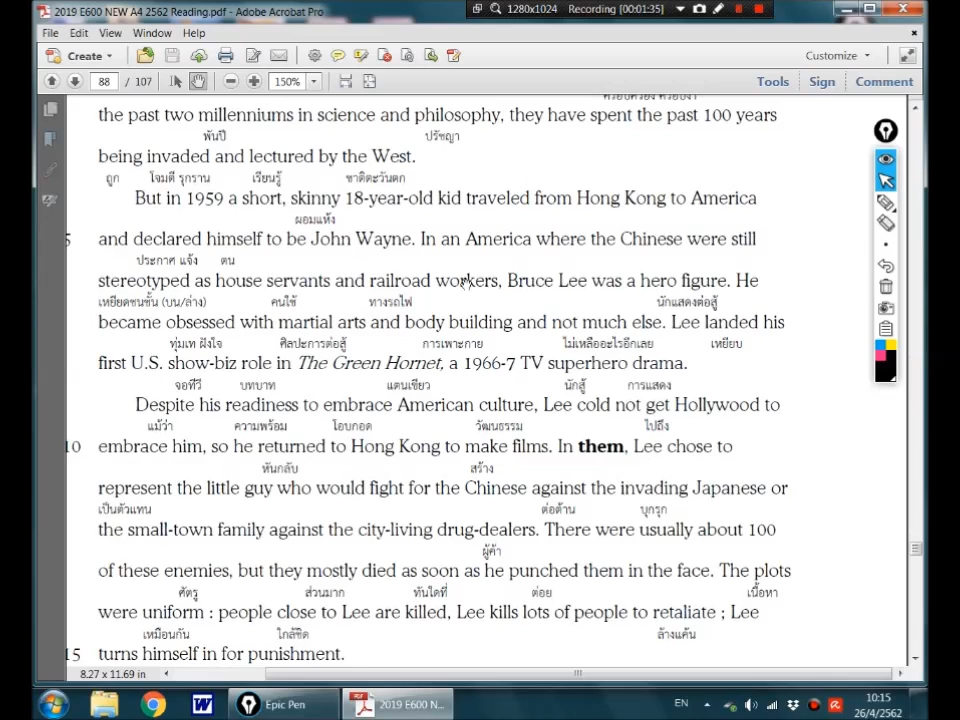 2019 E600 NEW A4 2562 Reading.pdf - Adobe Acrobat Pro
1280x1024 Recording [00:01:35]
File Edit View Window Help
Create Customize
88 / 107 150% Tools Sign Comment
the past two millenniums in science and philosophy, they have spent the past 100 years
พันปี ปรัชญา
being invaded and lectured by the West.
ถูก โจมตี รุกราน เรียนรู้ ชาติตะวันตก
But in 1959 a short, skinny 18-year-old kid traveled from Hong Kong to America
ผอมแห้ง
5 and declared himself to be John Wayne. In an America where the Chinese were still
ประกาศ แจ้ง ตน
stereotyped as house servants and railroad workers, Bruce Lee was a hero figure. He
เหยียดชนชั้น (บน/ล่าง) คนใช้ ทางรถไฟ นักแสดงต่อสู้
became obsessed with martial arts and body building and not much else. Lee landed his
ทุ่มเท ฝังใจ ศิลปะการต่อสู้ การเพาะกาย ไม่เหลืออะไรอีกเลย เหยียบ
first U.S. show-biz role in The Green Hornet, a 1966-7 TV superhero drama.
จอทีวี บทบาท แตนเขียว นักสู้ การแสดง
Despite his readiness to embrace American culture, Lee cold not get Hollywood to
แม้ว่า ความพร้อม โอบกอด วัฒนธรรม ไปถึง
10 embrace him, so he returned to Hong Kong to make films. In them, Lee chose to
หันกลับ สร้าง
represent the little guy who would fight for the Chinese against the invading Japanese or
เป็นตัวแทน ต่อต้าน บุกรุก
the small-town family against the city-living drug-dealers. There were usually about 100
ผู้ค้า
of these enemies, but they mostly died as soon as he punched them in the face. The plots
ศัตรู ส่วนมาก ทันใดที่ ต่อย เนื้อหา
were uniform : people close to Lee are killed, Lee kills lots of people to retaliate ; Lee
เหมือนกัน ใกล้ชิด ล้างแค้น
15 turns himself in for punishment.
8.27 x 11.69 in
Epic Pen 2019 E600 N... EN 10:15
26/4/2562